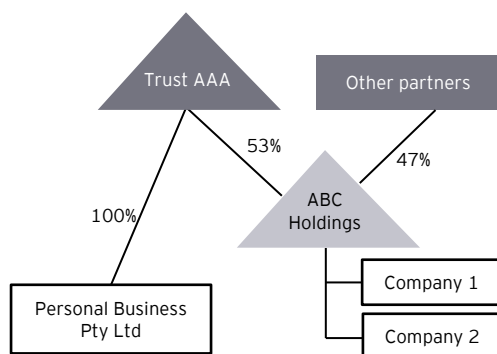 Trust AAA
Other partners
53%
47%
100%
ABC
Holdings
Company 1
Personal Business
Pty Ltd
Company 2